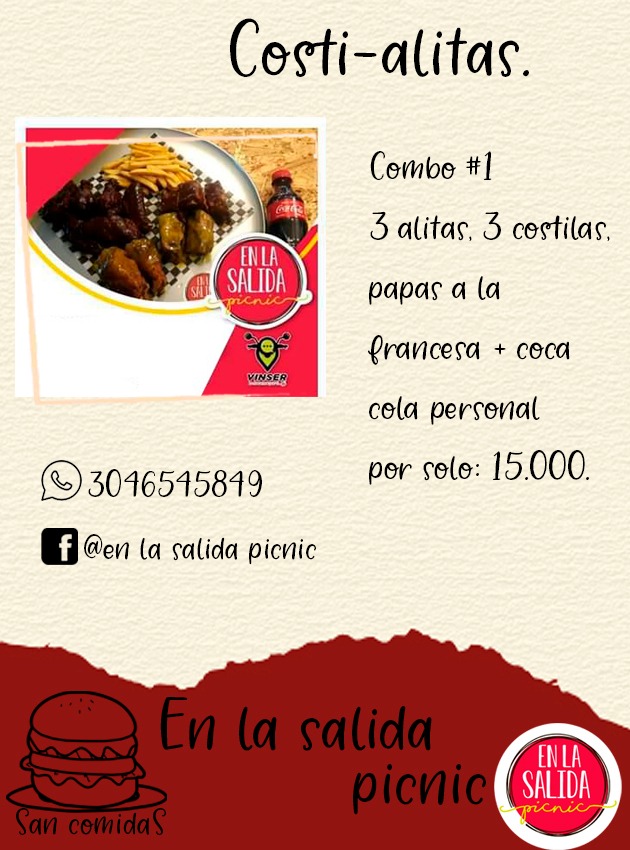 Costi-alitas.
Combo #1
3 alitas, 3 costilas,
papas a la
francesa + coca
cola personal
por solo: 15.000.
Coca-Cola
EN LA
SALIDA
picnic
VINSER
3046545849
@en la salida picnic
En la salida
picnic
San comidaS
EN LA
SALIDA
picnic